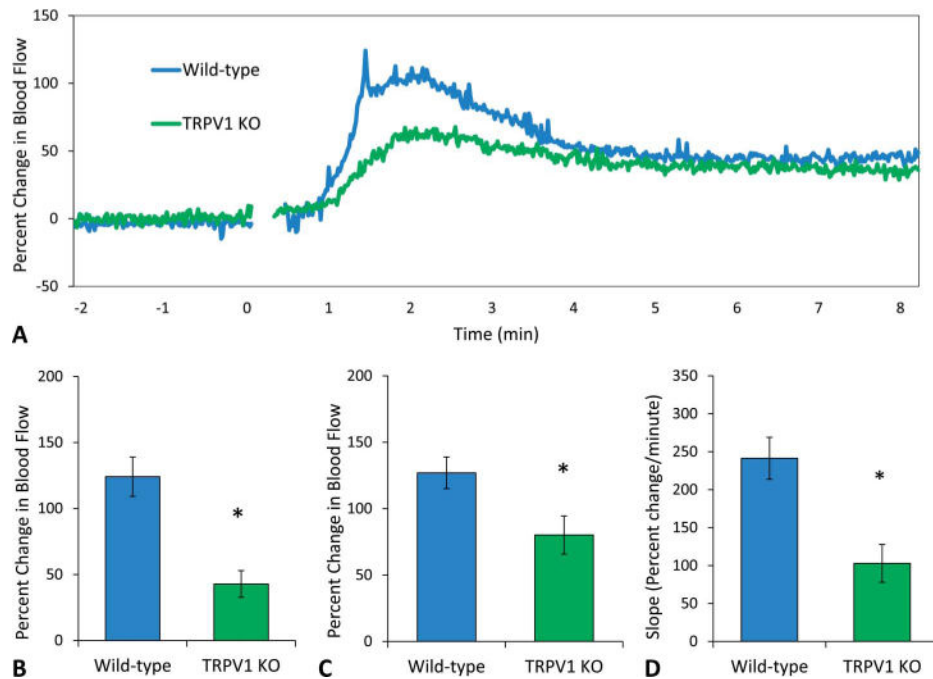 150
100
50
0
-50
Percent Change in Blood Flow
Wild-type
TRPV1 KO
-2 -1 0 1 2 3 4 5 6 7 8
Time (min)
A
200
150
100
50
0
Percent Change in Blood Flow
*
Wild-type TRPV1 KO
B
200
150
100
50
0
Percent Change in Blood Flow
*
Wild-type TRPV1 KO
C
350
300
250
200
150
100
50
0
Slope (Percent change/minute)
*
Wild-type TRPV1 KO
D